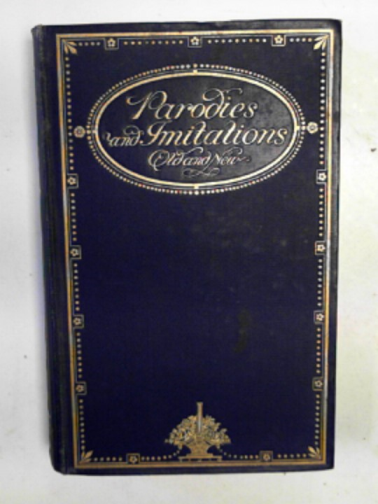 Parodies
and Imitations
Old and New